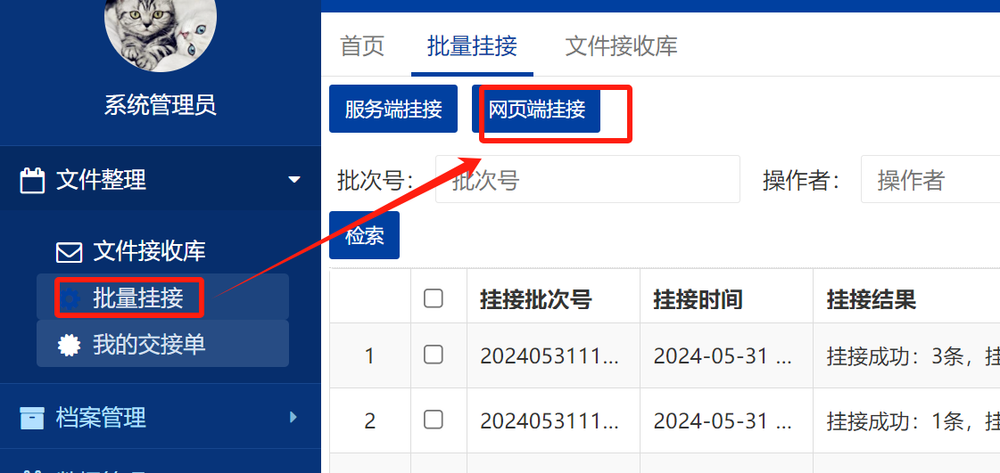 系统管理员
文件整理
文件接收库
批量挂接
我的交接单
档案管理
首页 批量挂接 文件接收库
服务端挂接 网页端挂接
批次号： 批次号 操作者： 操作者
检索
挂接批次号 挂接时间 挂接结果
1 2024053111... 2024-05-31 ... 挂接成功：3条，挂
2 2024053111... 2024-05-31 ... 挂接成功：1条，挂